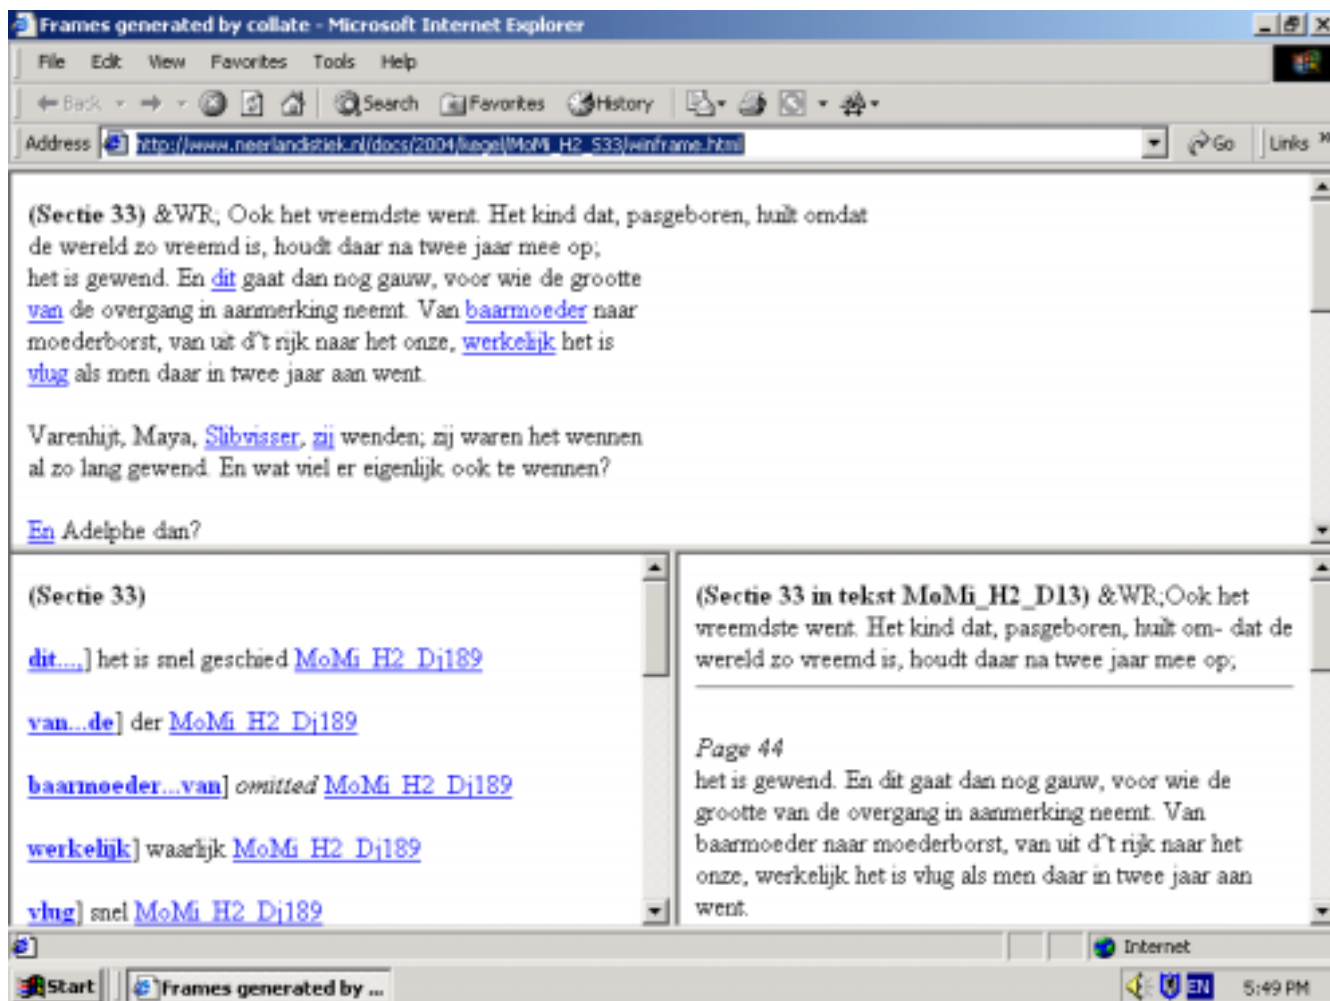 Frames generated by collate - Microsoft Internet Explorer
File Edit View Favorites Tools Help
Back Search Favorites History
Address http://www.neerlandistiek.nl/docs/2004/kegel/MoMi_H2_S33/winframe.html Go Links »
(Sectie 33) &WR; Ook het vreemdste went. Het kind dat, pasgeboren, huilt omdat
de wereld zo vreemd is, houdt daar na twee jaar mee op;
het is gewend. En dit gaat dan nog gauw, voor wie de grootte
van de overgang in aanmerking neemt. Van baarmoeder naar
moederborst, van uit d^t rijk naar het onze, werkelijk het is
vlug als men daar in twee jaar aan went.
Varenhijt, Maya, Slibvisser, zij wenden; zij waren het wennen
al zo lang gewend. En wat viel er eigenlijk ook te wennen?
En Adelphe dan?
(Sectie 33)
dit...,] het is snel geschied MoMi_H2_Dj189
van...de] der MoMi_H2_Dj189
baarmoeder...van] omitted MoMi_H2_Dj189
werkelijk] waarlijk MoMi_H2_Dj189
vlug] snel MoMi_H2_Dj189
(Sectie 33 in tekst MoMi_H2_D13) &WR;Ook het
vreemdste went. Het kind dat, pasgeboren, huilt om- dat de
wereld zo vreemd is, houdt daar na twee jaar mee op;
Page 44
het is gewend. En dit gaat dan nog gauw, voor wie de
grootte van de overgang in aanmerking neemt. Van
baarmoeder naar moederborst, van uit d^t rijk naar het
onze, werkelijk het is vlug als men daar in twee jaar aan
went.
Internet
Start Frames generated by ... EN 5:49 PM